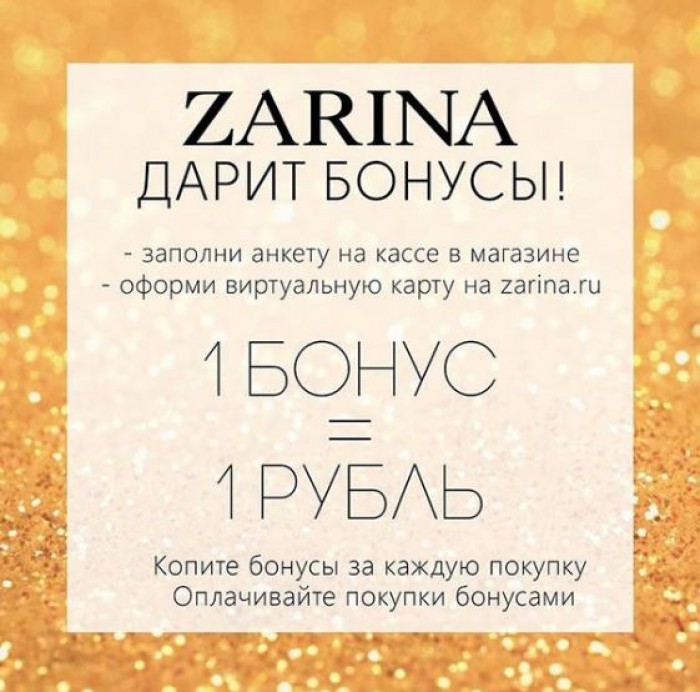 ZARINA
ДАРИТ БОНУСЫ!
- заполни анкету на кассе в магазине
- оформи виртуальную карту на zarina.ru
1 БОНУС
=
1 РУБЛЬ
Копите бонусы за каждую покупку
Оплачивайте покупки бонусами